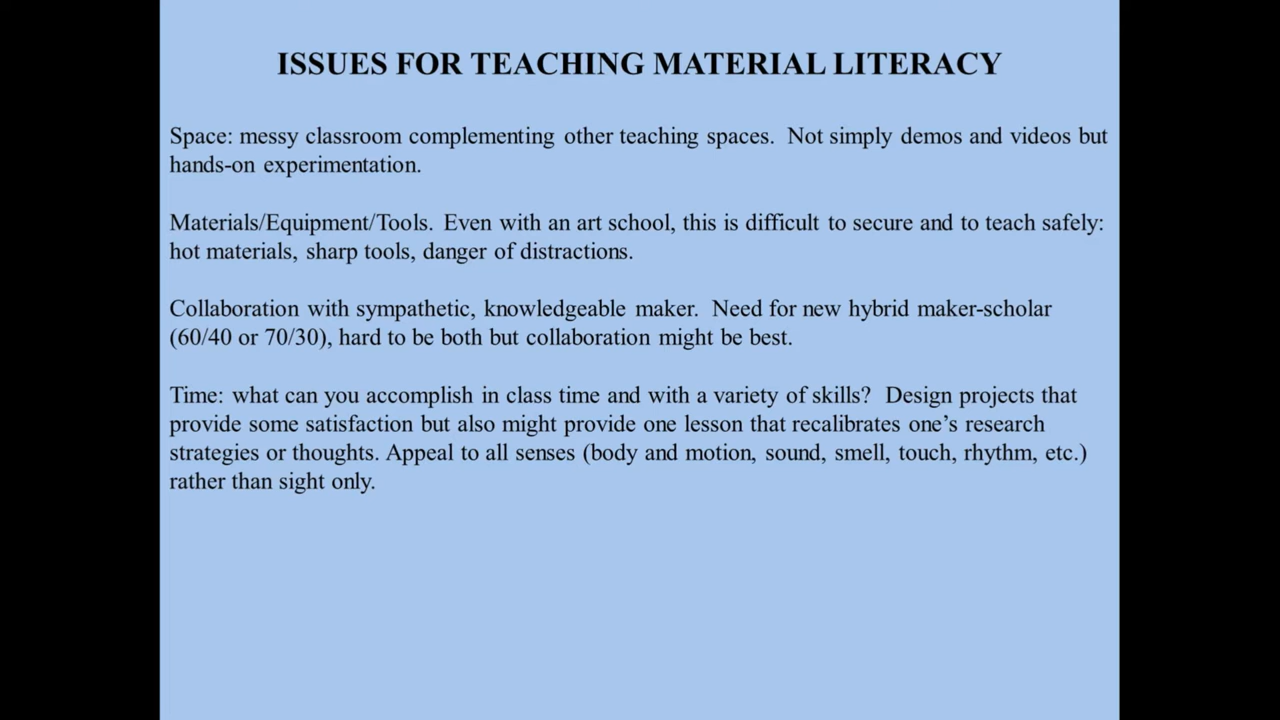 ISSUES FOR TEACHING MATERIAL LITERACY
Space: messy classroom complementing other teaching spaces.  Not simply demos and videos but
hands-on experimentation.
Materials/Equipment/Tools.  Even with an art school, this is difficult to secure and to teach safely:
hot materials, sharp tools, danger of distractions.
Collaboration with sympathetic, knowledgeable maker.  Need for new hybrid maker-scholar
(60/40 or 70/30), hard to be both but collaboration might be best.
Time: what can you accomplish in class time and with a variety of skills?  Design projects that
provide some satisfaction but also might provide one lesson that recalibrates one’s research
strategies or thoughts. Appeal to all senses (body and motion, sound, smell, touch, rhythm, etc.)
rather than sight only.